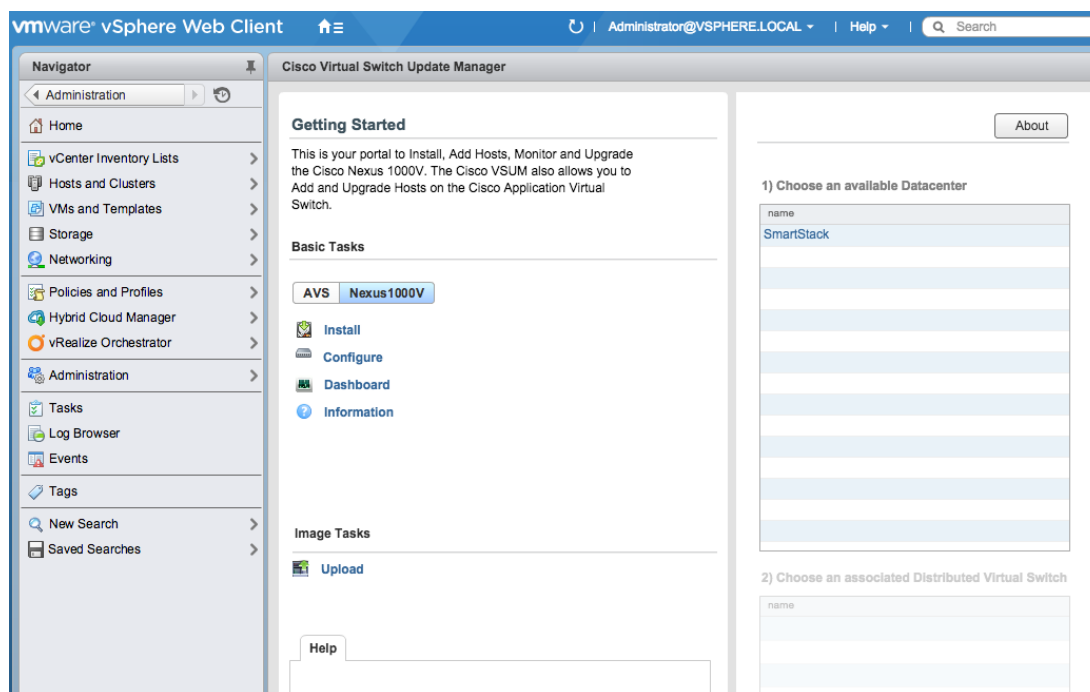 vmware® vSphere Web Client
Administrator@VSPHERE.LOCAL
Help
Search
Navigator
Administration
Home
vCenter Inventory Lists
Hosts and Clusters
VMs and Templates
Storage
Networking
Policies and Profiles
Hybrid Cloud Manager
vRealize Orchestrator
Administration
Tasks
Log Browser
Events
Tags
New Search
Saved Searches
Cisco Virtual Switch Update Manager
Getting Started
This is your portal to Install, Add Hosts, Monitor and Upgrade
the Cisco Nexus 1000V. The Cisco VSUM also allows you to
Add and Upgrade Hosts on the Cisco Application Virtual
Switch.
Basic Tasks
AVS Nexus1000V
Install
Configure
Dashboard
Information
Image Tasks
Upload
Help
About
1) Choose an available Datacenter
name
SmartStack
2) Choose an associated Distributed Virtual Switch
name